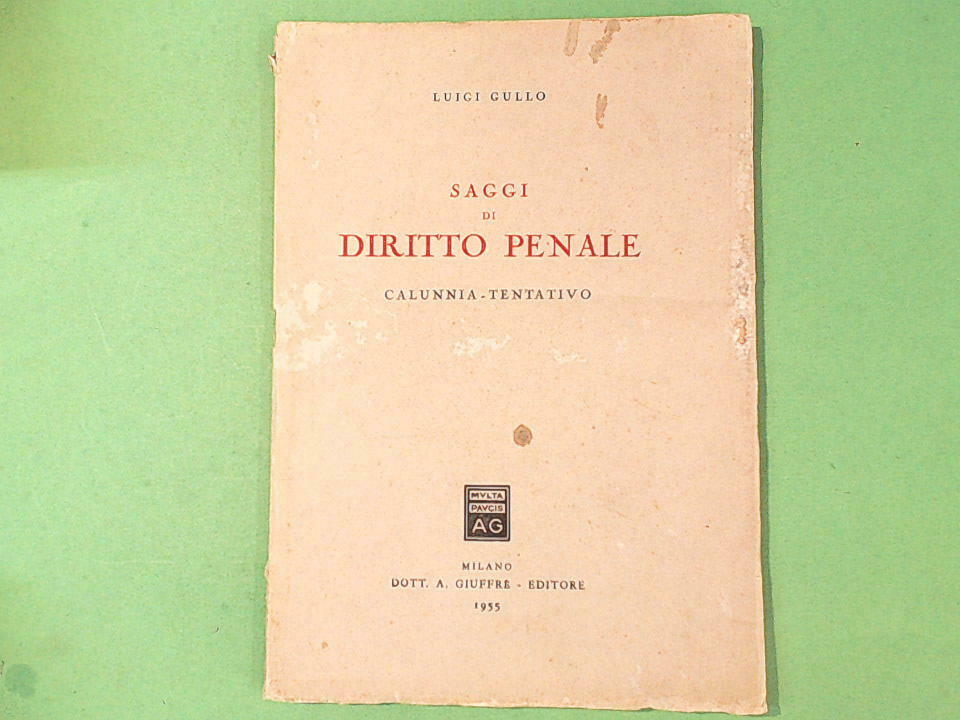 LUIGI GULLO
SAGGI
DI
DIRITTO PENALE
CALUNNIA-TENTATIVO
MVLTA
PAVCIS
AG
MILANO
DOTT. A. GIUFFRÈ - EDITORE
1955